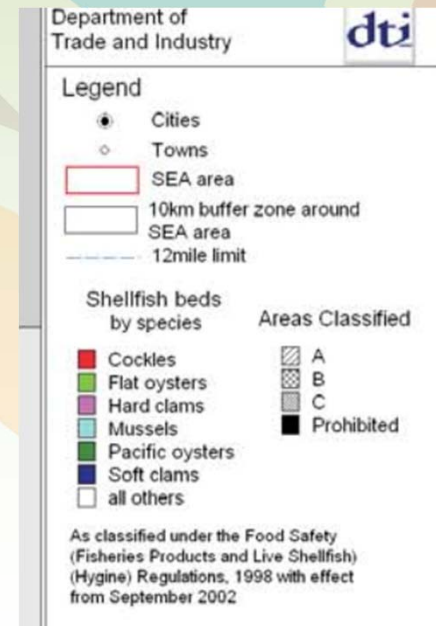 Department of
Trade and Industry
dti
Legend
Cities
Towns
SEA area
10km buffer zone around
SEA area
12mile limit
Shellfish beds
by species
Cockles
Flat oysters
Hard clams
Mussels
Pacific oysters
Soft clams
all others
Areas Classified
A
B
C
Prohibited
As classified under the Food Safety
(Fisheries Products and Live Shellfish)
(Hygine) Regulations, 1998 with effect
from September 2002